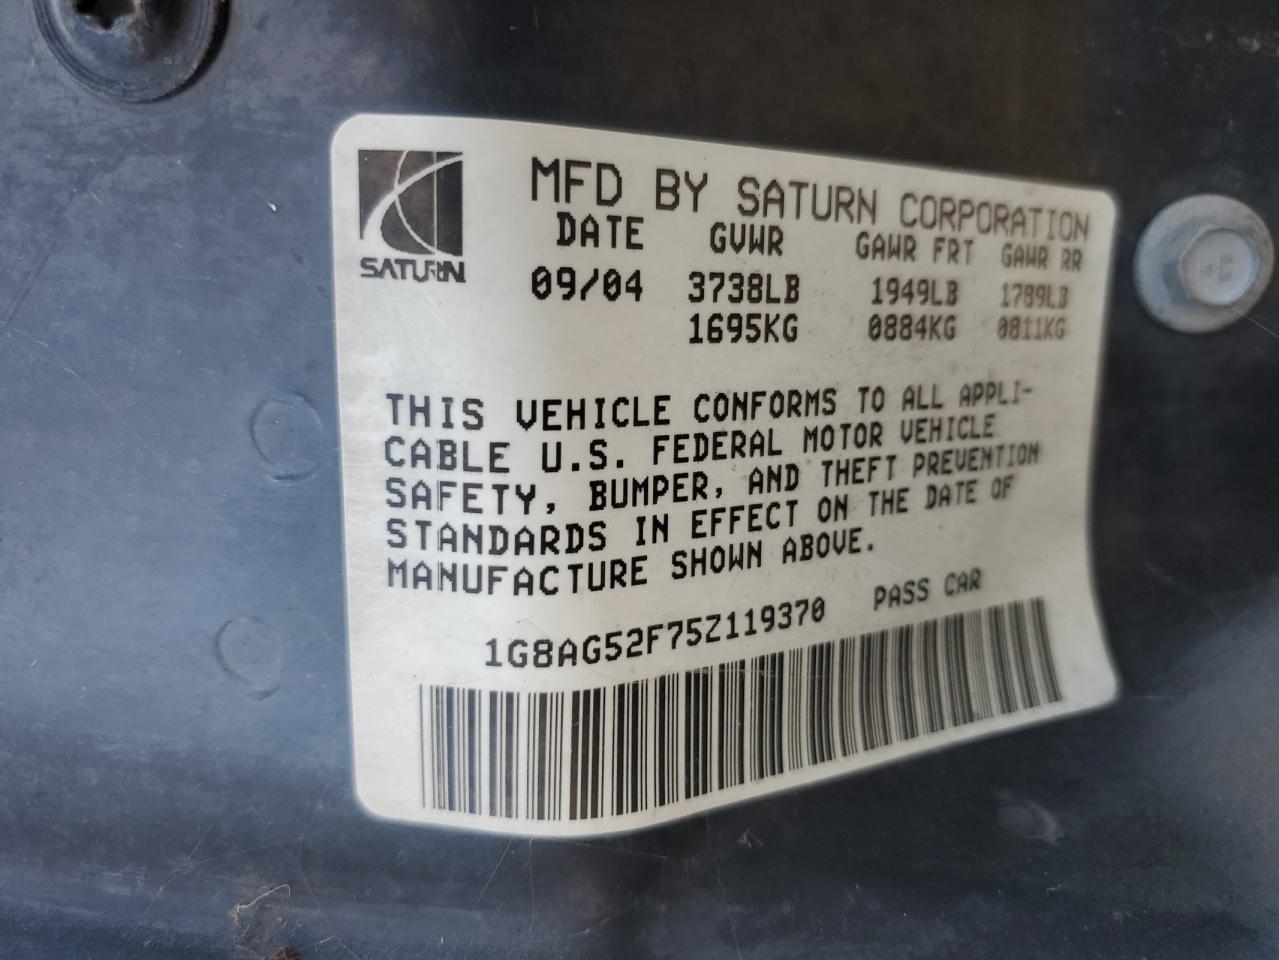 SATURN
MFD BY SATURN CORPORATION
DATE GVWR GAWR FRT GAWR RR
09/04 3738LB 1949LB 1789LB
1695KG 0884KG 0811KG
THIS VEHICLE CONFORMS TO ALL APPLI-
CABLE U.S. FEDERAL MOTOR VEHICLE
SAFETY, BUMPER, AND THEFT PREVENTION
STANDARDS IN EFFECT ON THE DATE OF
MANUFACTURE SHOWN ABOVE.
1G8AG52F75Z119370 PASS CAR